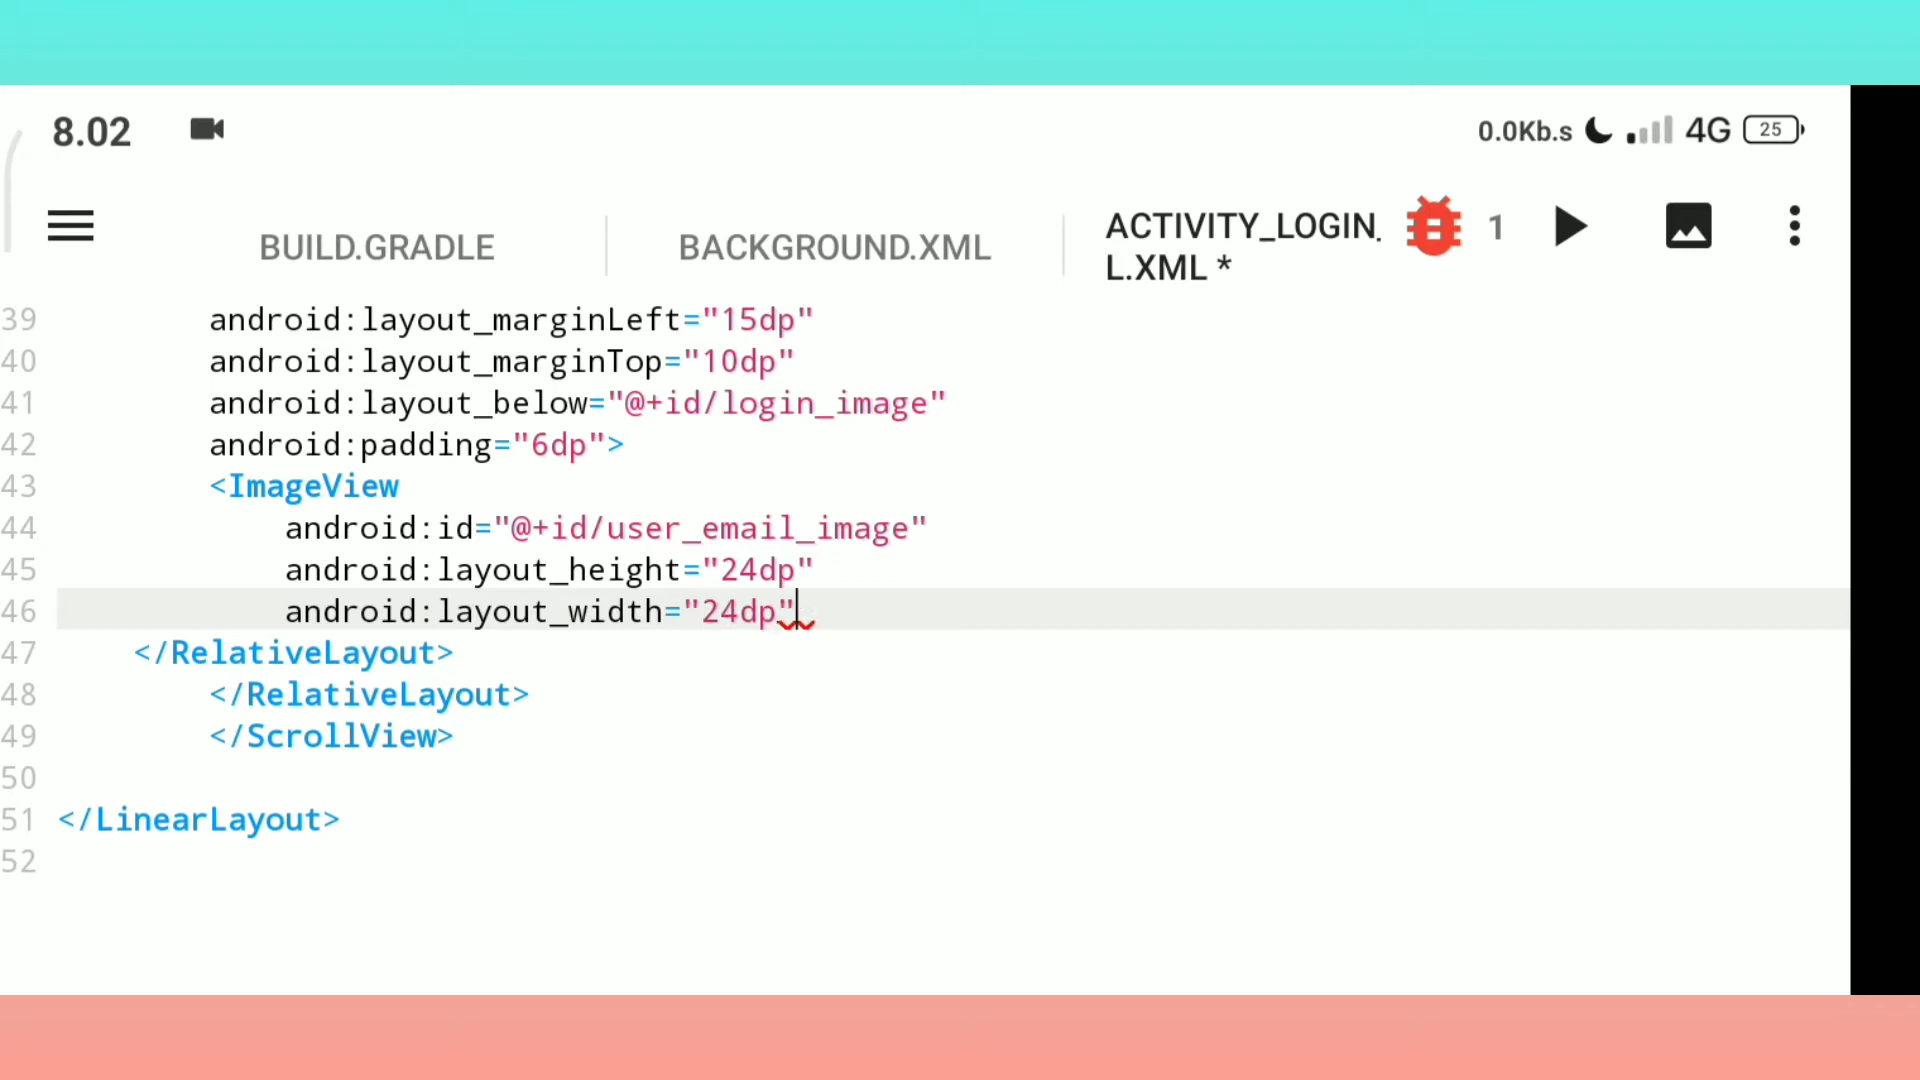 8.02
0.0Kb.s 4G 25
BUILD.GRADLE
BACKGROUND.XML
ACTIVITY_LOGIN_
L.XML *
1
39 android:layout_marginLeft="15dp"
40 android:layout_marginTop="10dp"
41 android:layout_below="@+id/login_image"
42 android:padding="6dp">
43 <ImageView
44 android:id="@+id/user_email_image"
45 android:layout_height="24dp"
46 android:layout_width="24dp"
47 </RelativeLayout>
48 </RelativeLayout>
49 </ScrollView>
50
51 </LinearLayout>
52